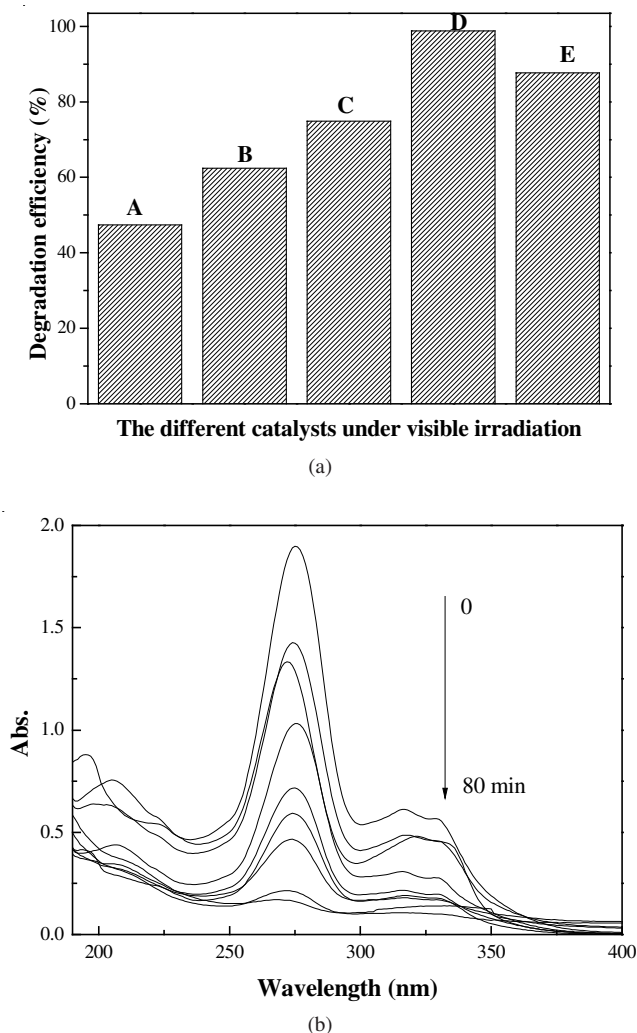 100
80
60
40
20
0
Degradation efficiency (%)
A
B
C
D
E
The different catalysts under visible irradiation
(a)
2.0
1.5
1.0
0.5
0.0
Abs.
0
80 min
200
250
300
350
400
Wavelength (nm)
(b)